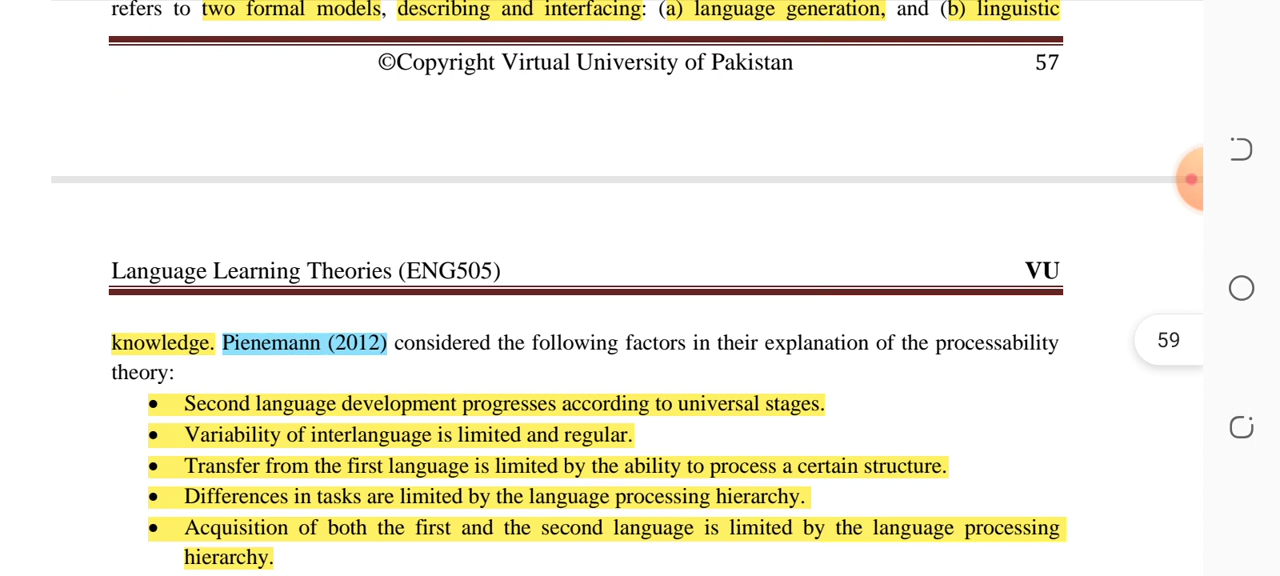 refers to two formal models, describing and interfacing: (a) language generation, and (b) linguistic
©Copyright Virtual University of Pakistan 57
Language Learning Theories (ENG505) VU
knowledge. Pienemann (2012) considered the following factors in their explanation of the processability
59
theory:
• Second language development progresses according to universal stages.
• Variability of interlanguage is limited and regular.
• Transfer from the first language is limited by the ability to process a certain structure.
• Differences in tasks are limited by the language processing hierarchy.
• Acquisition of both the first and the second language is limited by the language processing
hierarchy.